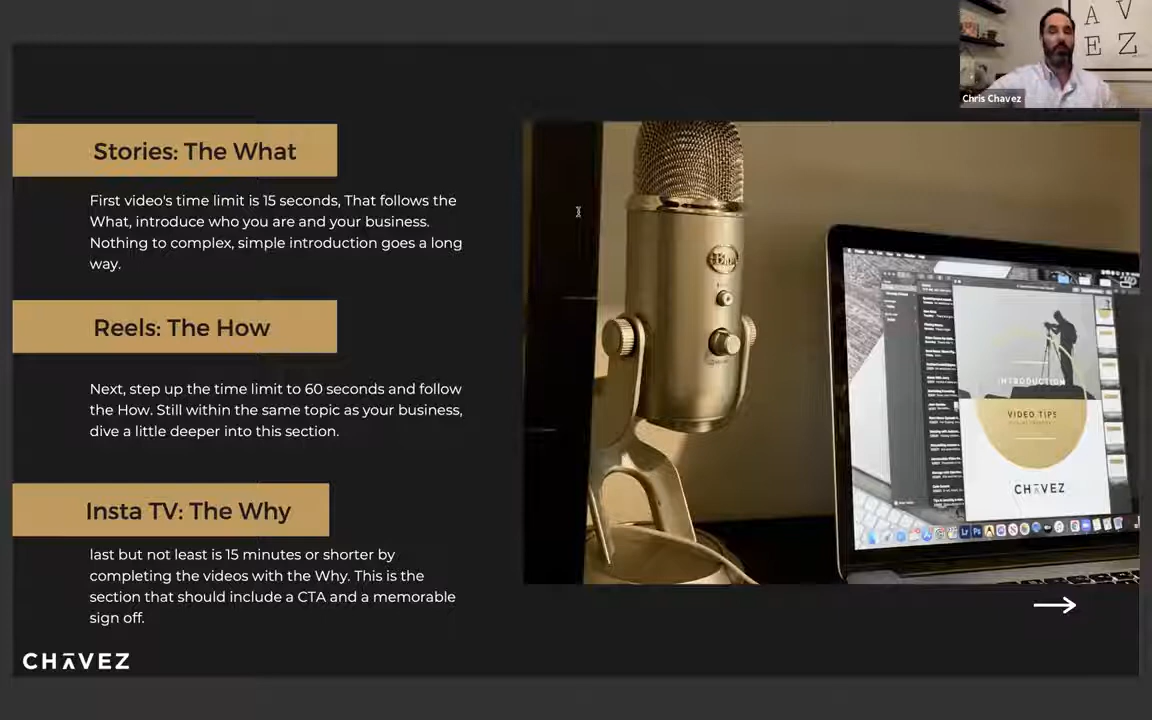 A V
E Z
Chris Chavez
Stories: The What
First video's time limit is 15 seconds, That follows the
What, introduce who you are and your business.
Nothing to complex, simple introduction goes a long
way.
Reels: The How
Next, step up the time limit to 60 seconds and follow
the How. Still within the same topic as your business,
dive a little deeper into this section.
Insta TV: The Why
last but not least is 15 minutes or shorter by
completing the videos with the Why. This is the
section that should include a CTA and a memorable
sign off.
CHĀVEZ
INTRODUCTION
VIDEO TIPS
CHĀVEZ